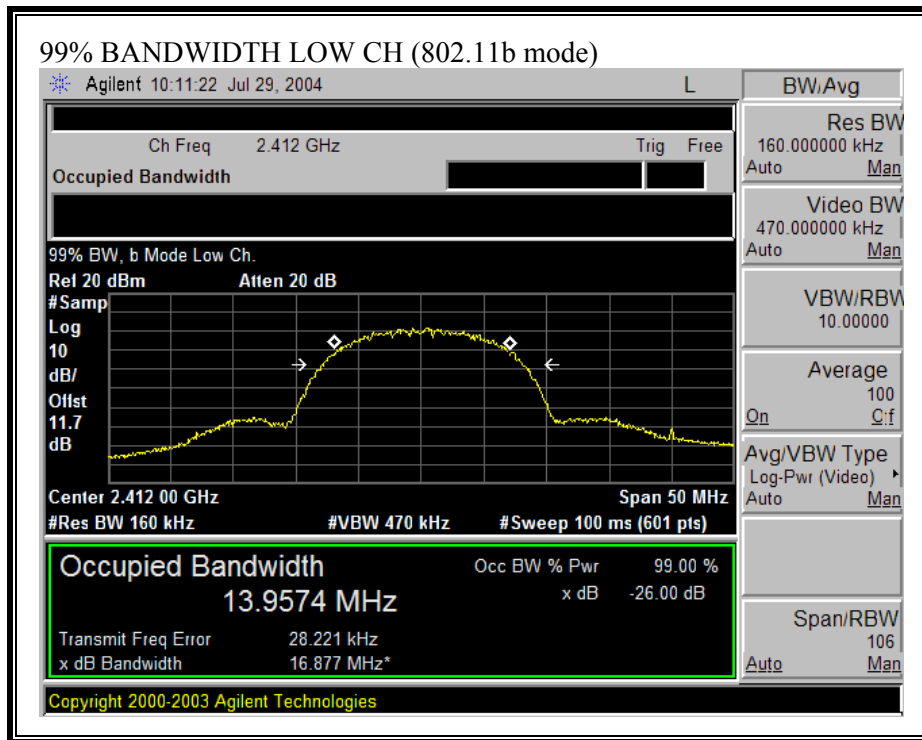 99% BANDWIDTH LOW CH (802.11b mode)
Agilent 10:11:22 Jul 29, 2004 L
Ch Freq 2.412 GHz Trig Free
Occupied Bandwidth
99% BW, b Mode Low Ch.
Ref 20 dBm Atten 20 dB
#Samp
Log
10
dB/
Offst
11.7
dB
Center 2.412 00 GHz Span 50 MHz
#Res BW 160 kHz #VBW 470 kHz #Sweep 100 ms (601 pts)
Occupied Bandwidth Occ BW % Pwr 99.00 %
13.9574 MHz x dB -26.00 dB
Transmit Freq Error 28.221 kHz
x dB Bandwidth 16.877 MHz*
Copyright 2000-2003 Agilent Technologies
BW/Avg
Res BW
160.000000 kHz
Auto Man
Video BW
470.000000 kHz
Auto Man
VBW/RBW
10.00000
Average
100
On Off
Avg/VBW Type
Log-Pwr (Video)
Auto Man
Span/RBW
106
Auto Man